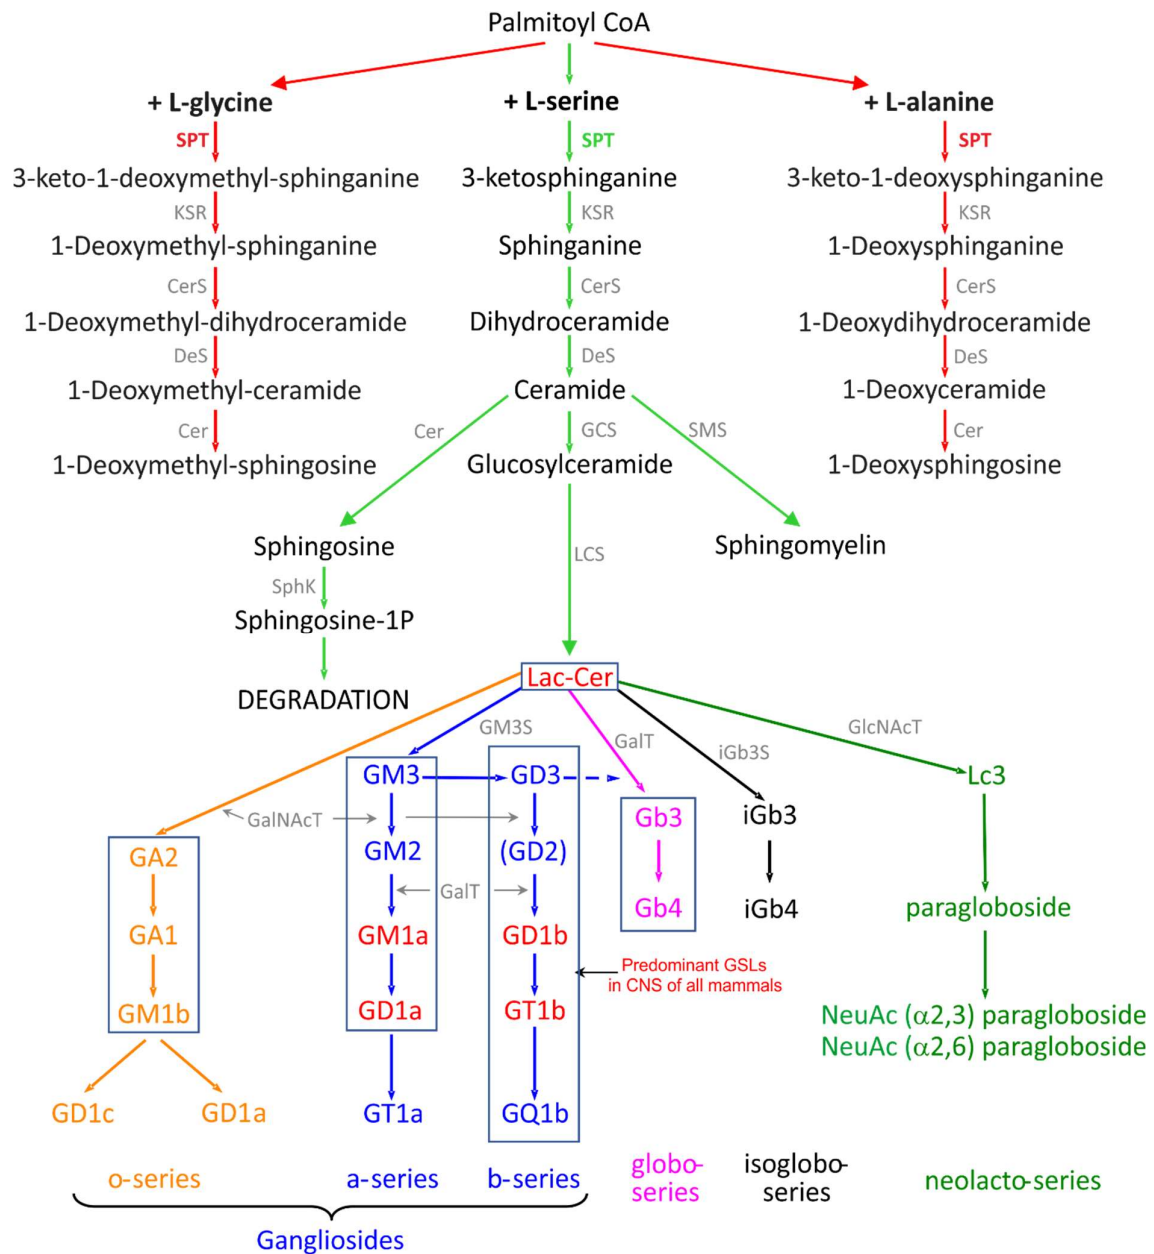 Palmitoyl CoA
+ L-glycine
+ L-serine
+ L-alanine
SPT
SPT
SPT
3-keto-1-deoxymethyl-sphinganine
3-ketosphinganine
3-keto-1-deoxysphinganine
KSR
KSR
KSR
1-Deoxymethyl-sphinganine
Sphinganine
1-Deoxysphinganine
CerS
CerS
CerS
1-Deoxymethyl-dihydroceramide
Dihydroceramide
1-Deoxydihydroceramide
DeS
DeS
DeS
1-Deoxymethyl-ceramide
Ceramide
1-Deoxyceramide
Cer
Cer
GCS
SMS
Cer
1-Deoxymethyl-sphingosine
Glucosylceramide
1-Deoxysphingosine
Sphingosine
LCS
Sphingomyelin
SphK
Sphingosine-1P
DEGRADATION
Lac-Cer
GM3S
GalT
iGb3S
GlcNAcT
GM3
GD3
Lc3
GalNAcT
Gb3
iGb3
GA2
GM2
(GD2)
GalT
Gb4
iGb4
paragloboside
GA1
GM1a
GD1b
Predominant GSLs
in CNS of all mammals
GM1b
GD1a
GT1b
NeuAc (α2,3) paragloboside
NeuAc (α2,6) paragloboside
GD1c
GD1a
GT1a
GQ1b
o-series
a-series
b-series
globo-
series
isoglobo-
series
neolacto-series
Gangliosides